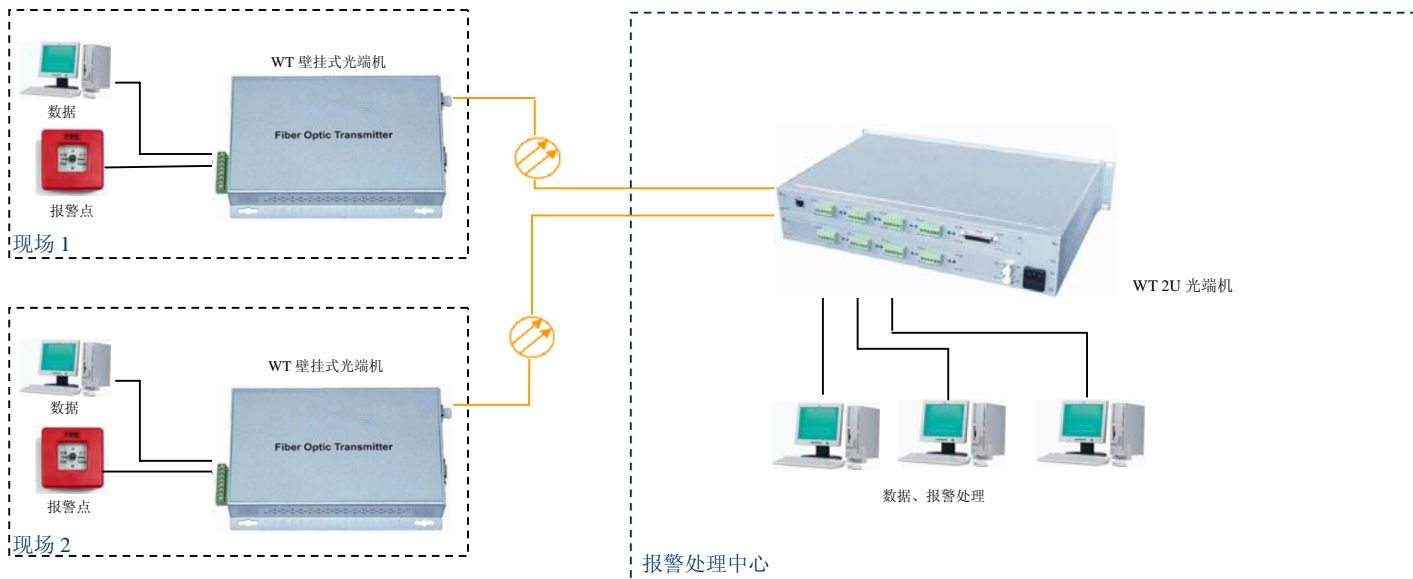 WT 壁挂式光端机
数据
Fiber Optic Transmitter
FIRE
报警点
现场 1
WT 2U 光端机
WT 壁挂式光端机
数据
Fiber Optic Transmitter
FIRE
报警点
现场 2
数据、报警处理
报警处理中心